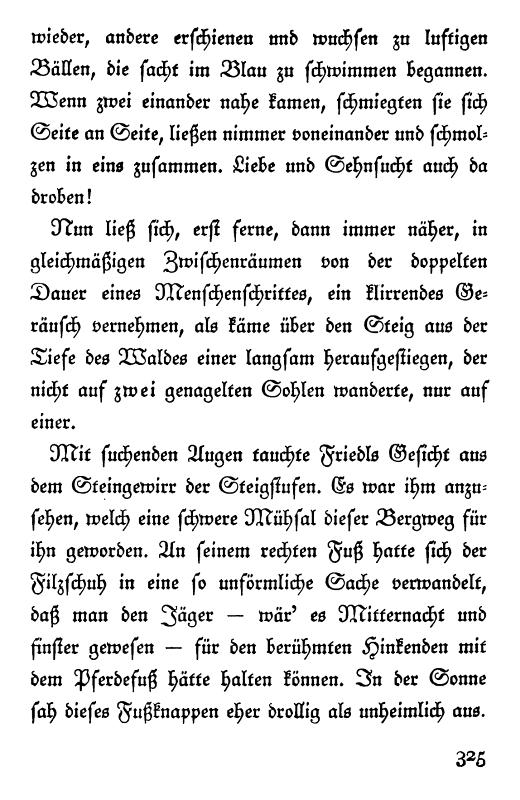 wieder, andere erschienen und wuchsen zu luftigen
Bällen, die sacht im Blau zu schwimmen begannen.
Wenn zwei einander nahe kamen, schmiegten sie sich
Seite an Seite, ließen nimmer voneinander und schmol-
zen in eins zusammen. Liebe und Sehnsucht auch da
droben!
Nun ließ sich, erst ferne, dann immer näher, in
gleichmäßigen Zwischenräumen von der doppelten
Dauer eines Menschenschrittes, ein klirrendes Ge-
räusch vernehmen, als käme über den Steig aus der
Tiefe des Waldes einer langsam heraufgestiegen, der
nicht auf zwei genagelten Sohlen wanderte, nur auf
einer.
Mit suchenden Augen tauchte Friedls Gesicht aus
dem Steingewirr der Steigstufen. Es war ihm anzu-
sehen, welch eine schwere Mühsal dieser Bergweg für
ihn geworden. An seinem rechten Fuß hatte sich der
Filzschuh in eine so unförmliche Sache verwandelt,
daß man den Jäger — wär' es Mitternacht und
finster gewesen — für den berühmten Hinkenden mit
dem Pferdefuß hätte halten können. In der Sonne
sah dieses Fußknappen eher drollig als unheimlich aus.
325